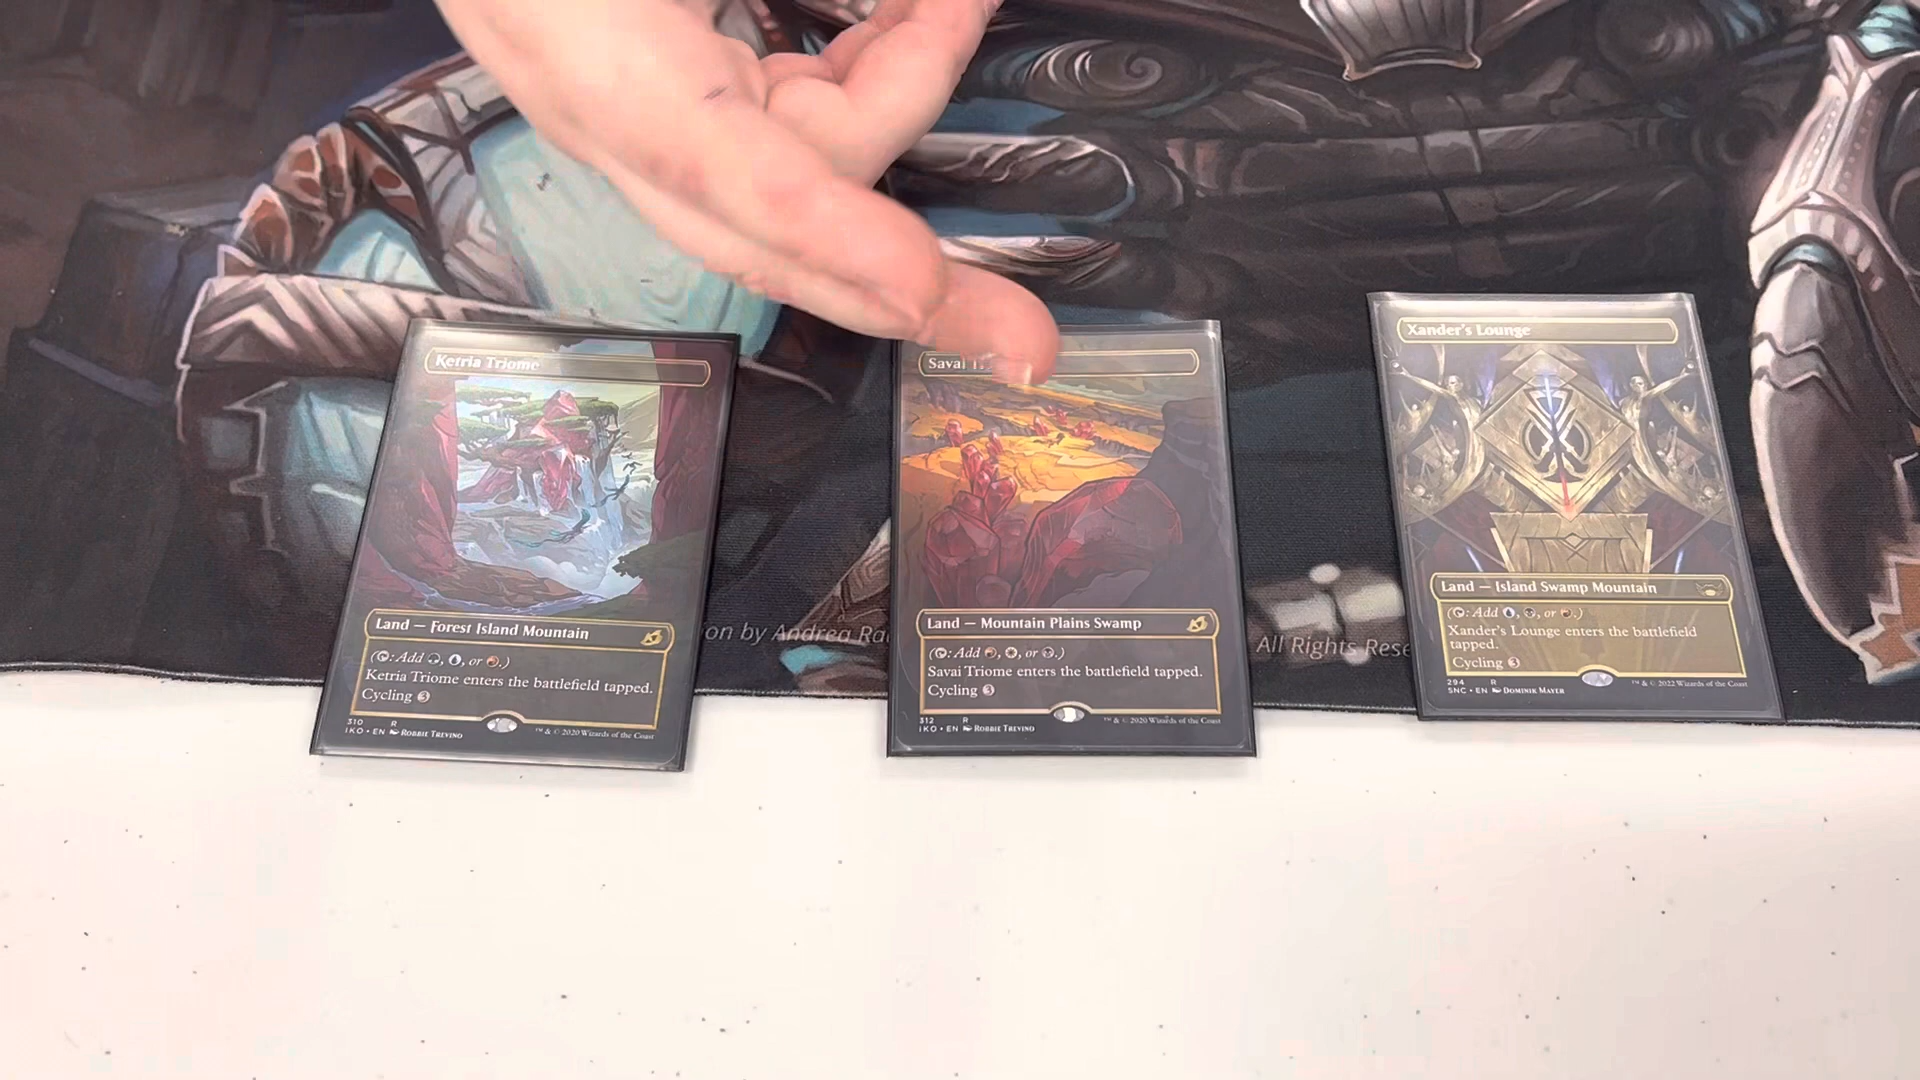 Ketria Triome
Land — Forest Island Mountain
(: Add , , or .)
Ketria Triome enters the battlefield tapped.
Cycling 3
310 R
IKO • EN Robbie Trevino
™ & © 2020 Wizards of the Coast
Savai
Land — Mountain Plains Swamp
(: Add , , or .)
Savai Triome enters the battlefield tapped.
Cycling 3
312 R
IKO • EN Robbie Trevino
™ & © 2020 Wizards of the Coast
Xander's Lounge
Land — Island Swamp Mountain
(: Add , , or .)
Xander's Lounge enters the battlefield
tapped.
Cycling 3
294 R
SNC • EN Dominik Mayer
™ & © 2022 Wizards of the Coast
by Andrea
All Rights